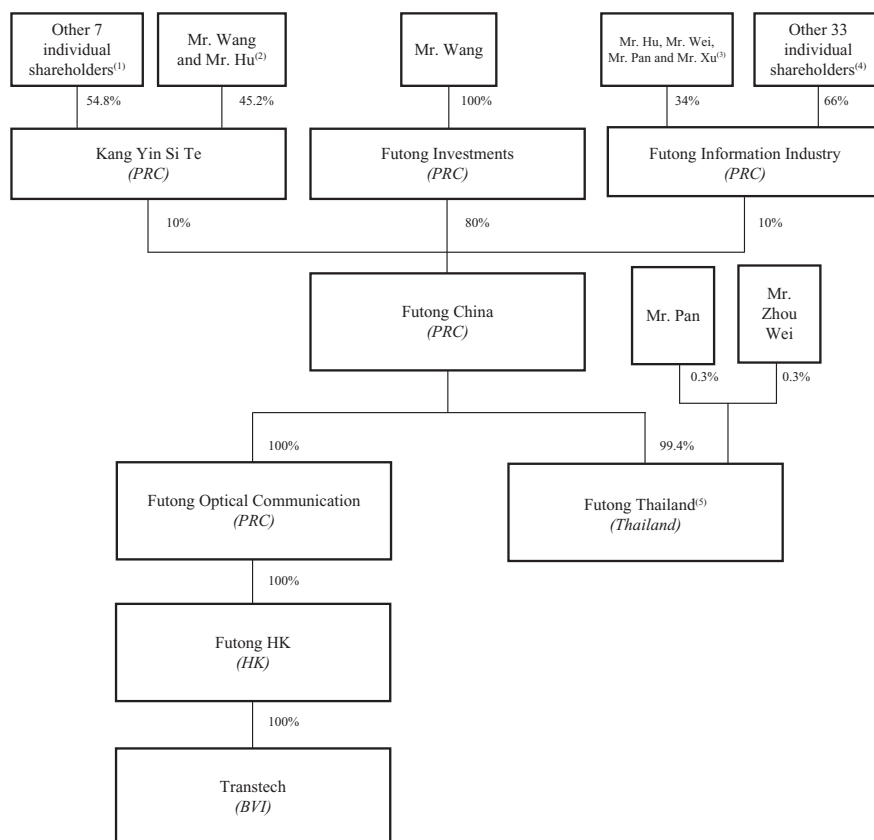 Other 7
individual
shareholders(1)
Mr. Wang
and Mr. Hu(2)
Mr. Wang
Mr. Hu, Mr. Wei,
Mr. Pan and Mr. Xu(3)
Other 33
individual
shareholders(4)
54.8%
45.2%
100%
34%
66%
Kang Yin Si Te
(PRC)
Futong Investments
(PRC)
Futong Information Industry
(PRC)
10%
80%
10%
Futong China
(PRC)
Mr. Pan
Mr.
Zhou
Wei
0.3%
0.3%
100%
99.4%
Futong Optical Communication
(PRC)
Futong Thailand(5)
(Thailand)
100%
Futong HK
(HK)
100%
Transtech
(BVI)